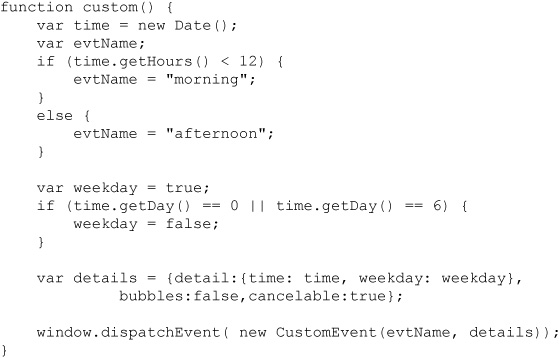 function custom() {
    var time = new Date();
    var evtName;
    if (time.getHours() < 12) {
        evtName = "morning";
    }
    else {
        evtName = "afternoon";
    }

    var weekday = true;
    if (time.getDay() == 0 || time.getDay() == 6) {
        weekday = false;
    }

    var details = {detail:{time: time, weekday: weekday},
             bubbles:false,cancelable:true};

    window.dispatchEvent( new CustomEvent(evtName, details));
}